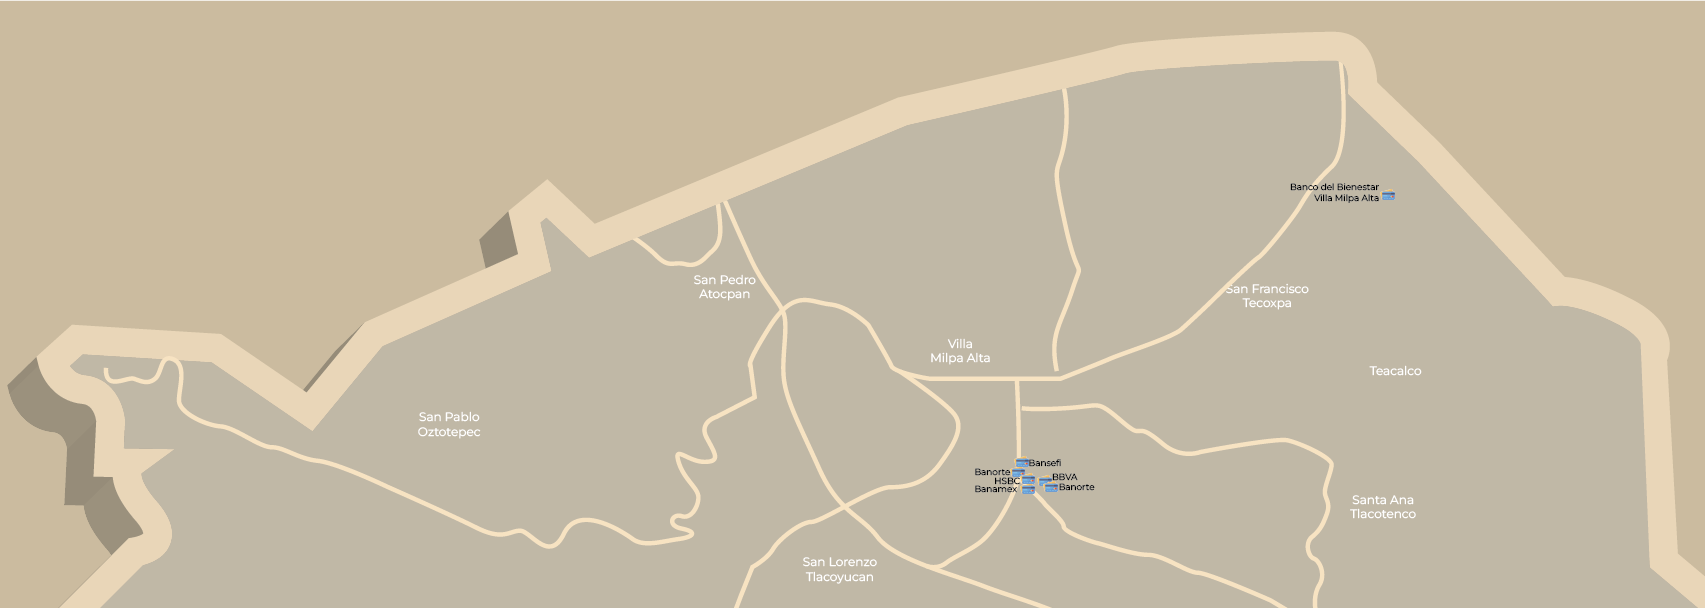 Banco del Bienestar
Villa Milpa Alta
San Pedro
Atocpan
San Francisco
Tecoxpa
Villa
Milpa Alta
Teacalco
San Pablo
Oztotepec
Bansefi
Banorte
HSBC
BBVA
Banamex
Banorte
Santa Ana
Tlacotenco
San Lorenzo
Tlacoyucan